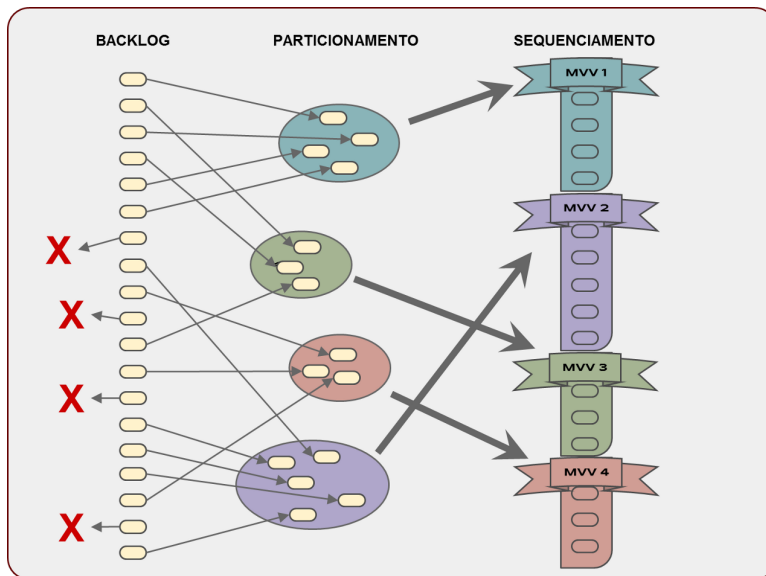 BACKLOG PARTICIONAMENTO SEQUENCIAMENTO
MVV 1
MVV 2
X
X
MVV 3
X
MVV 4
X